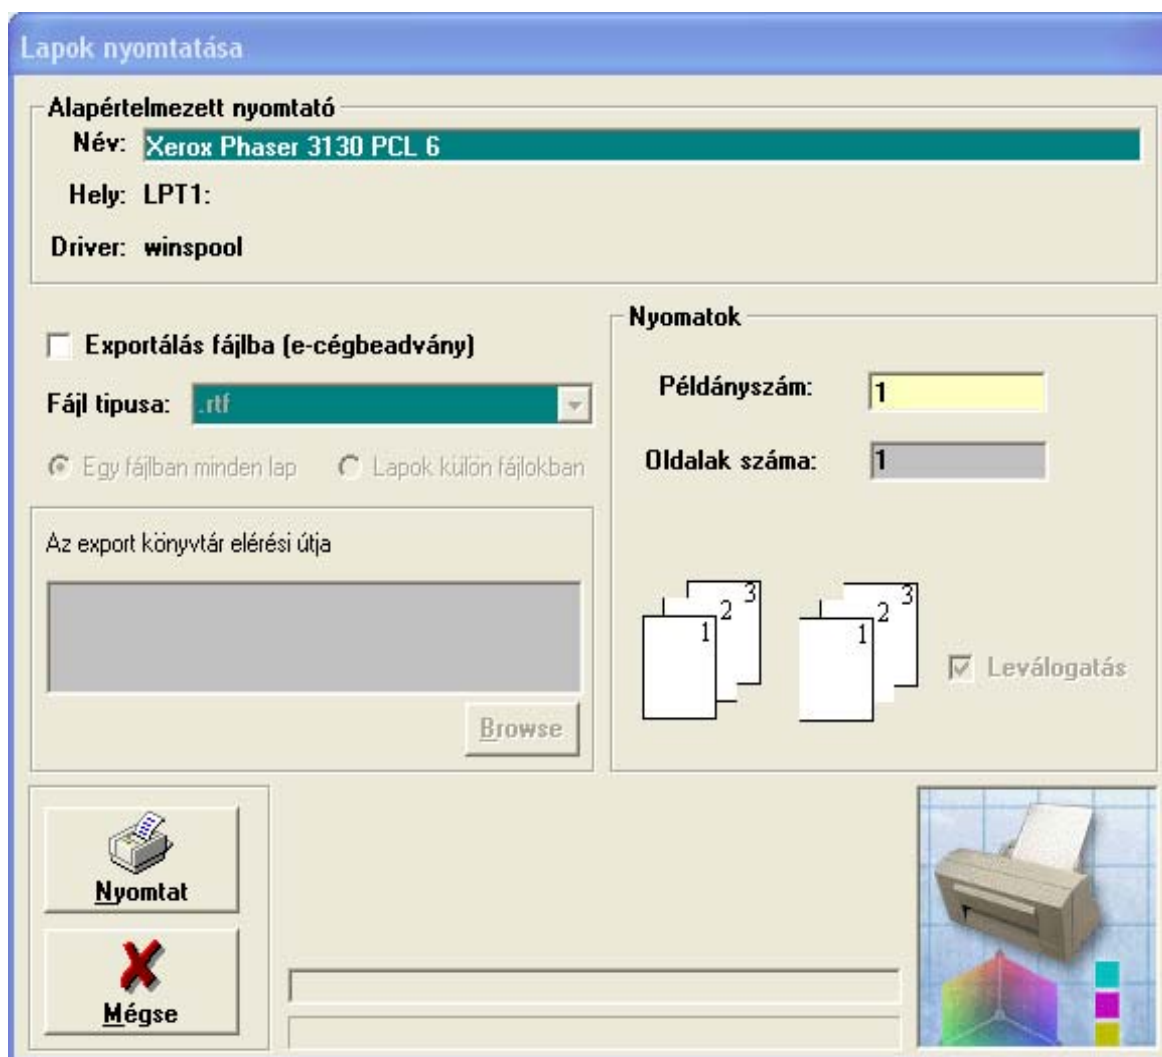 Lapok nyomtatása
Alapértelmezett nyomtató
Név: Xerox Phaser 3130 PCL 6
Hely: LPT1:
Driver: winspool
Exportálás fájlba (e-cégbeadvány)
Fájl tipusa: .rtf
Egy fájlban minden lap Lapok külön fájlokban
Az export könyvtár elérési útja
Browse
Nyomatok
Példányszám: 1
Oldalak száma: 1
1 2 3 1 2 3
Leválogatás
Nyomtat
Mégse